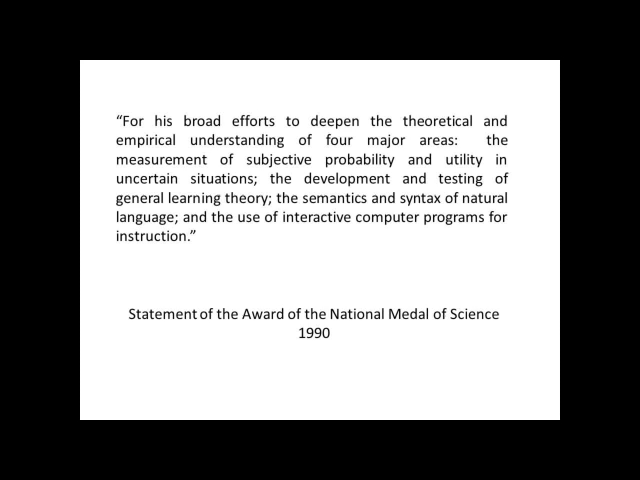 “For his broad efforts to deepen the theoretical and
empirical understanding of four major areas: the
measurement of subjective probability and utility in
uncertain situations; the development and testing of
general learning theory; the semantics and syntax of natural
language; and the use of interactive computer programs for
instruction.”
Statement of the Award of the National Medal of Science
1990